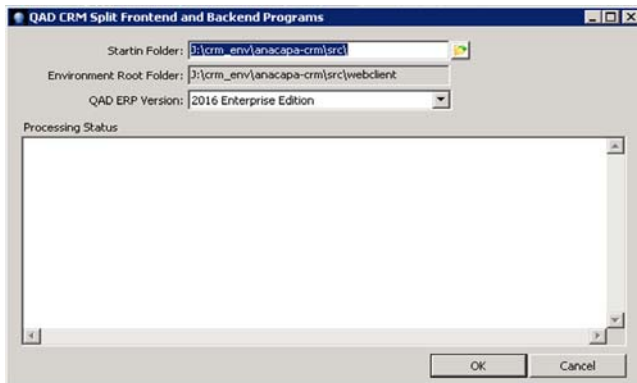 QAD CRM Split Frontend and Backend Programs
Startin Folder: J:\crm_env\anacapa-crm\src\
Environment Root Folder: J:\crm_env\anacapa-crm\src\webclient
QAD ERP Version: 2016 Enterprise Edition
Processing Status
OK Cancel